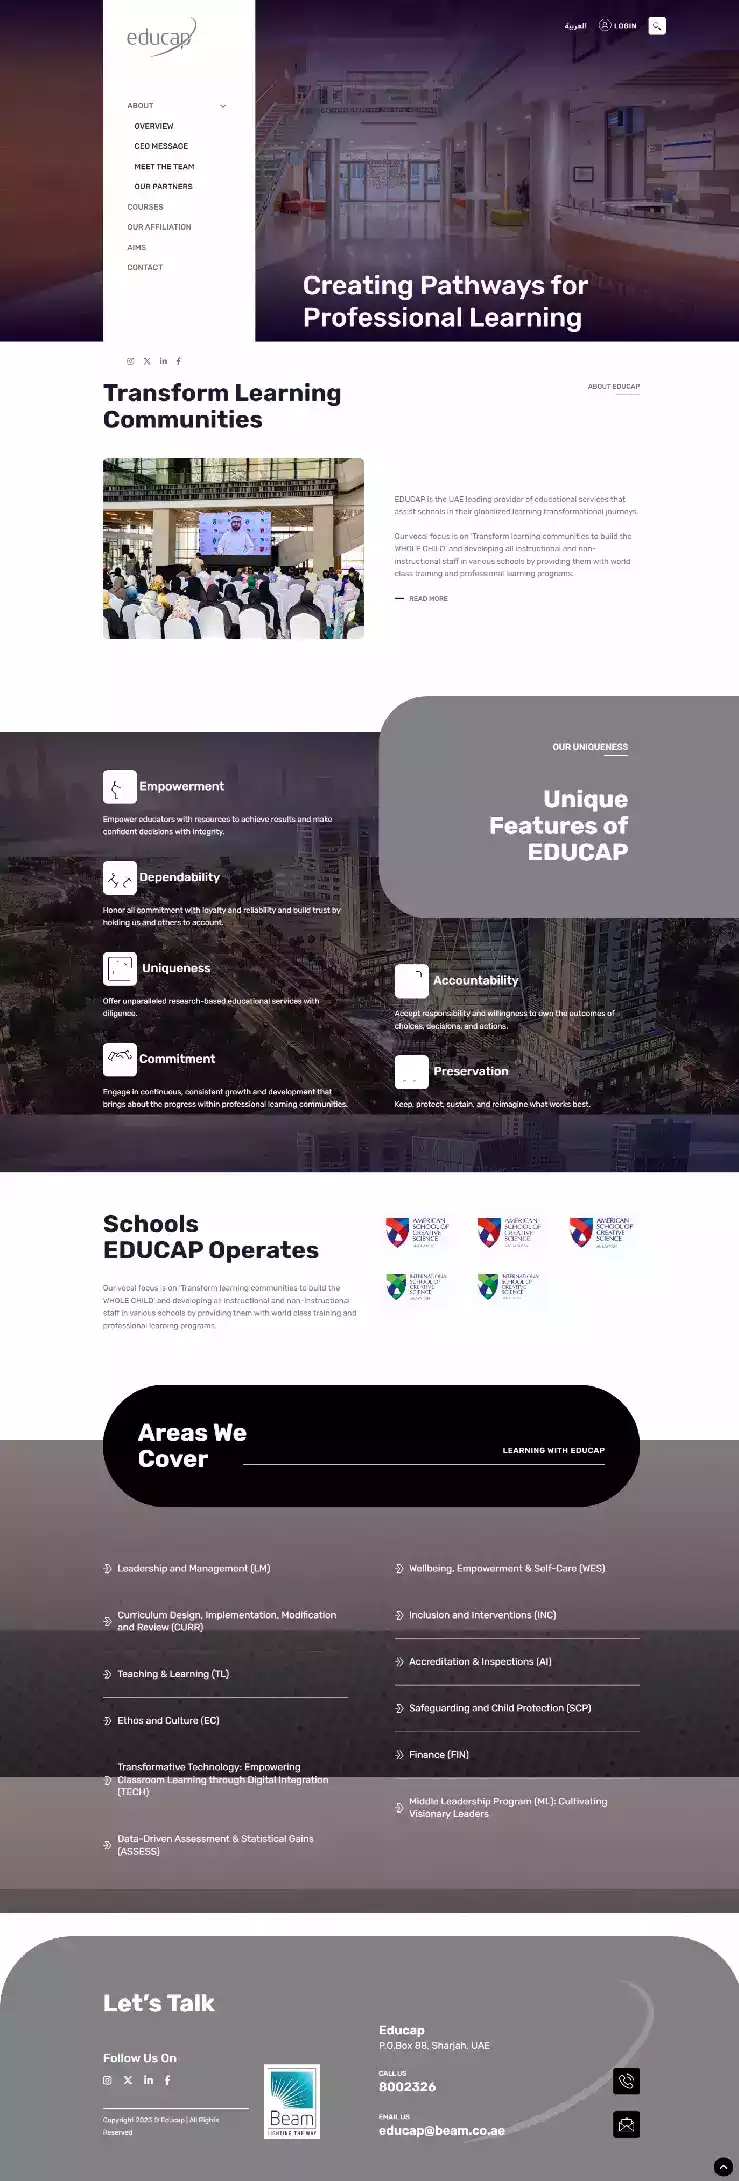 educap
العربية
LOGIN
ABOUT
OVERVIEW
CEO MESSAGE
MEET THE TEAM
OUR PARTNERS
COURSES
OUR AFFILIATION
AIMS
CONTACT
Creating Pathways for
Professional Learning
Transform Learning
Communities
ABOUT EDUCAP
EDUCAP is the UAE leading provider of educational services that
assist schools in their globalized learning transformational journeys.
Our vocal focus is on 'Transform learning communities to build the
WHOLE CHILD' and developing all instructional and non-
instructional staff in various schools by providing them with world
class training and professional learning programs.
READ MORE
OUR UNIQUENESS
Unique
Features of
EDUCAP
Empowerment
Empower educators with resources to achieve results and make
confident decisions with integrity.
Dependability
Honor all commitment with loyalty and reliability and build trust by
holding us and others to account.
Uniqueness
Offer unparalleled research-based educational services with
diligence.
Commitment
Engage in continuous, consistent growth and development that
brings about the progress within professional learning communities.
Accountability
Accept responsibility and willingness to own the outcomes of
choices, decisions, and actions.
Preservation
Keep, protect, sustain, and reimagine what works best.
Schools
EDUCAP Operates
Our vocal focus is on 'Transform learning communities to build the
WHOLE CHILD' and developing all instructional and non-instructional
staff in various schools by providing them with world class training and
professional learning programs.
AMERICAN
SCHOOL OF
CREATIVE
SCIENCE
AMERICAN
SCHOOL OF
CREATIVE
SCIENCE
AMERICAN
SCHOOL OF
CREATIVE
SCIENCE
INTERNATIONAL
SCHOOL OF
CREATIVE
SCIENCE
INTERNATIONAL
SCHOOL OF
CREATIVE
SCIENCE
Areas We
Cover
LEARNING WITH EDUCAP
Leadership and Management (LM)
Curriculum Design, Implementation, Modification
and Review (CURR)
Teaching & Learning (TL)
Ethos and Culture (EC)
Transformative Technology: Empowering
Classroom Learning through Digital Integration
(TECH)
Data-Driven Assessment & Statistical Gains
(ASSESS)
Wellbeing, Empowerment & Self-Care (WES)
Inclusion and Interventions (INC)
Accreditation & Inspections (AI)
Safeguarding and Child Protection (SCP)
Finance (FIN)
Middle Leadership Program (ML): Cultivating
Visionary Leaders
Let's Talk
Follow Us On
Copyright 2023 © Educap | All Rights
Reserved
Beam
LIGHTING THE WAY
Educap
P.O.Box 88, Sharjah, UAE
CALL US
8002326
EMAIL US
educap@beam.co.ae